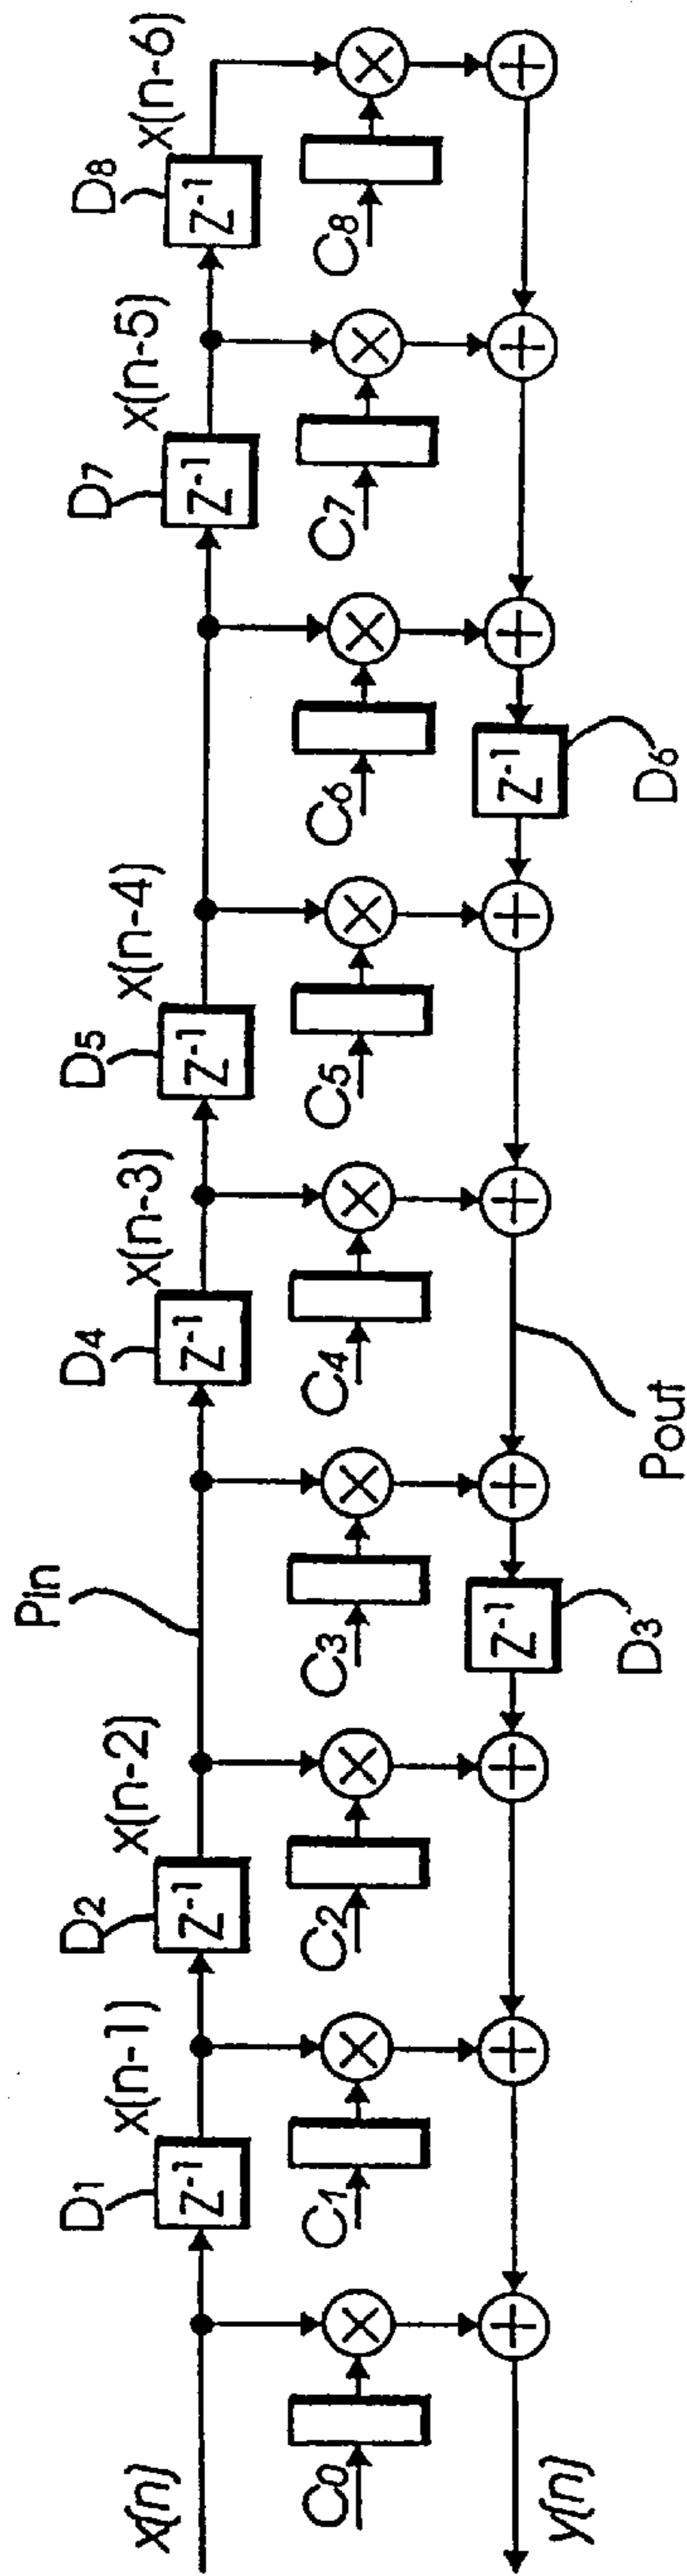 Pin
D1
D2
D4
D5
D7
D8
x[n]
x(n-1)
x(n-2)
x(n-3)
x(n-4)
x(n-5)
x(n-6)
Z-1
Z-1
Z-1
Z-1
Z-1
Z-1
C0
C1
C2
C3
C4
C5
C6
C7
C8
y[n]
Z-1
Z-1
D3
Pout
D6